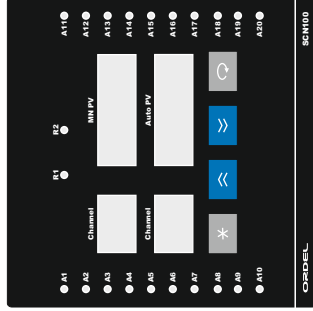 A11
A12
A13
A14
A15
A16
A17
A18
A19
A20
SCN100
MN PV
Auto PV
R2
R1
Channel
Channel
A1
A2
A3
A4
A5
A6
A7
A8
A9
A10
ORDEL